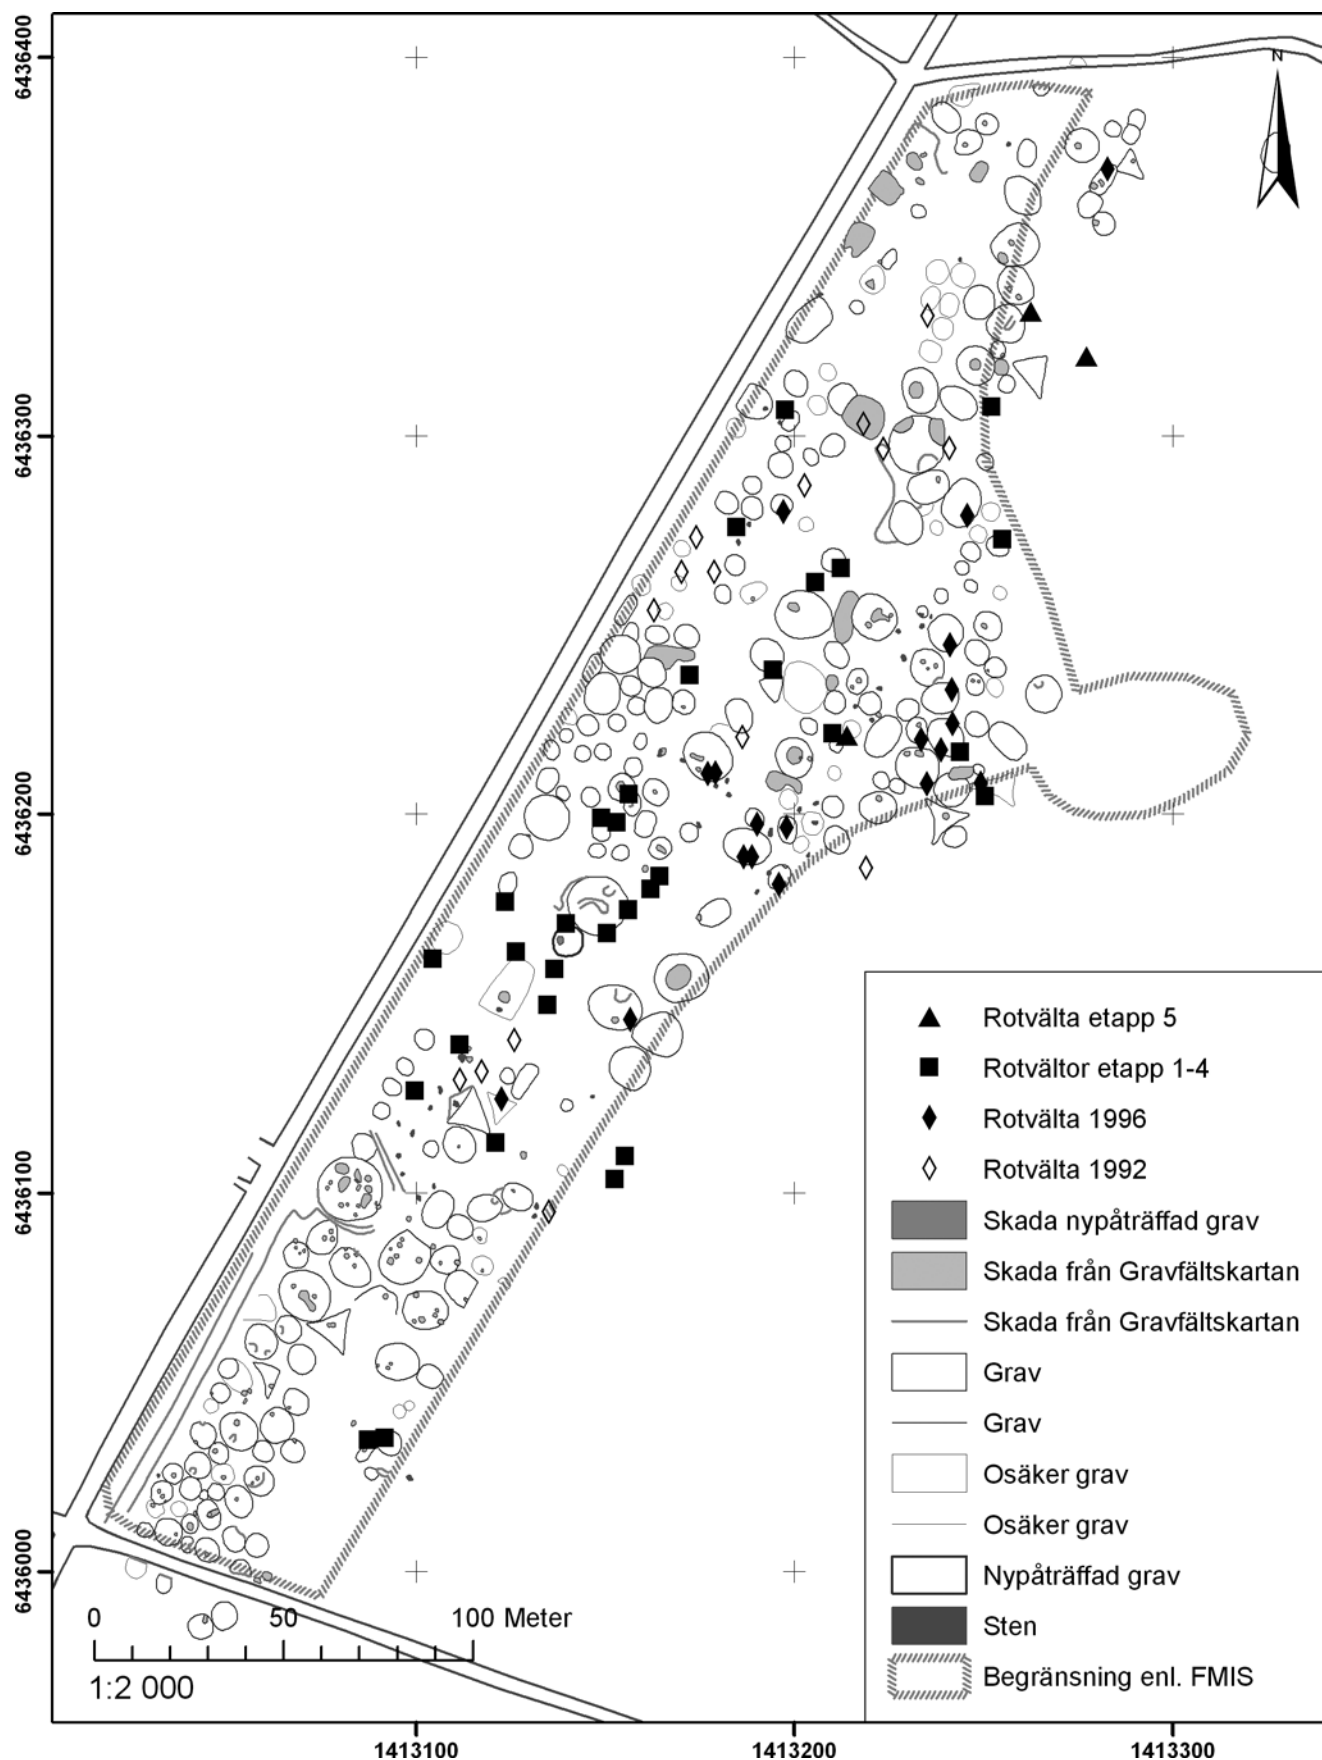 6436400
N
6436300
6436200
6436100
6436000
Rotvälta etapp 5
Rotvältor etapp 1-4
Rotvälta 1996
Rotvälta 1992
Skada nypåträffad grav
Skada från Gravfältskartan
Skada från Gravfältskartan
Grav
Grav
Osäker grav
Osäker grav
Nypåträffad grav
Sten
Begränsning enl. FMIS
0 50 100 Meter
1:2 000
1413100 1413200 1413300